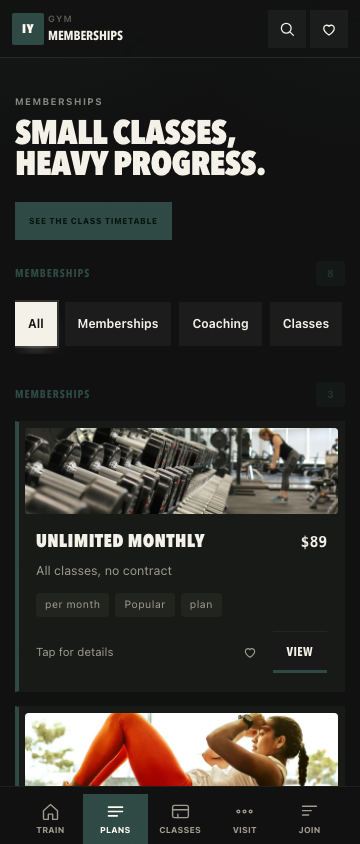 IY
GYM
MEMBERSHIPS
MEMBERSHIPS
SMALL CLASSES,
HEAVY PROGRESS.
SEE THE CLASS TIMETABLE
MEMBERSHIPS 8
All Memberships Coaching Classes
MEMBERSHIPS 3
UNLIMITED MONTHLY $89
All classes, no contract
per month Popular plan
Tap for details VIEW
TRAIN PLANS CLASSES VISIT JOIN